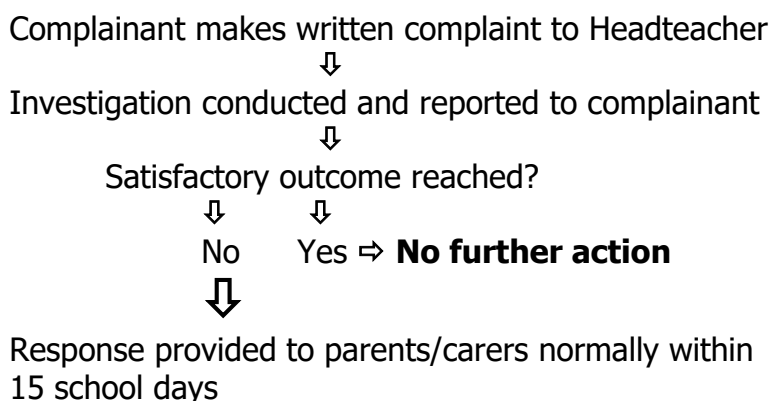 Complainant makes written complaint to Headteacher
⇩
Investigation conducted and reported to complainant
⇩
Satisfactory outcome reached?
⇩ ⇩
No Yes ⇨ No further action
⇩
Response provided to parents/carers normally within
15 school days